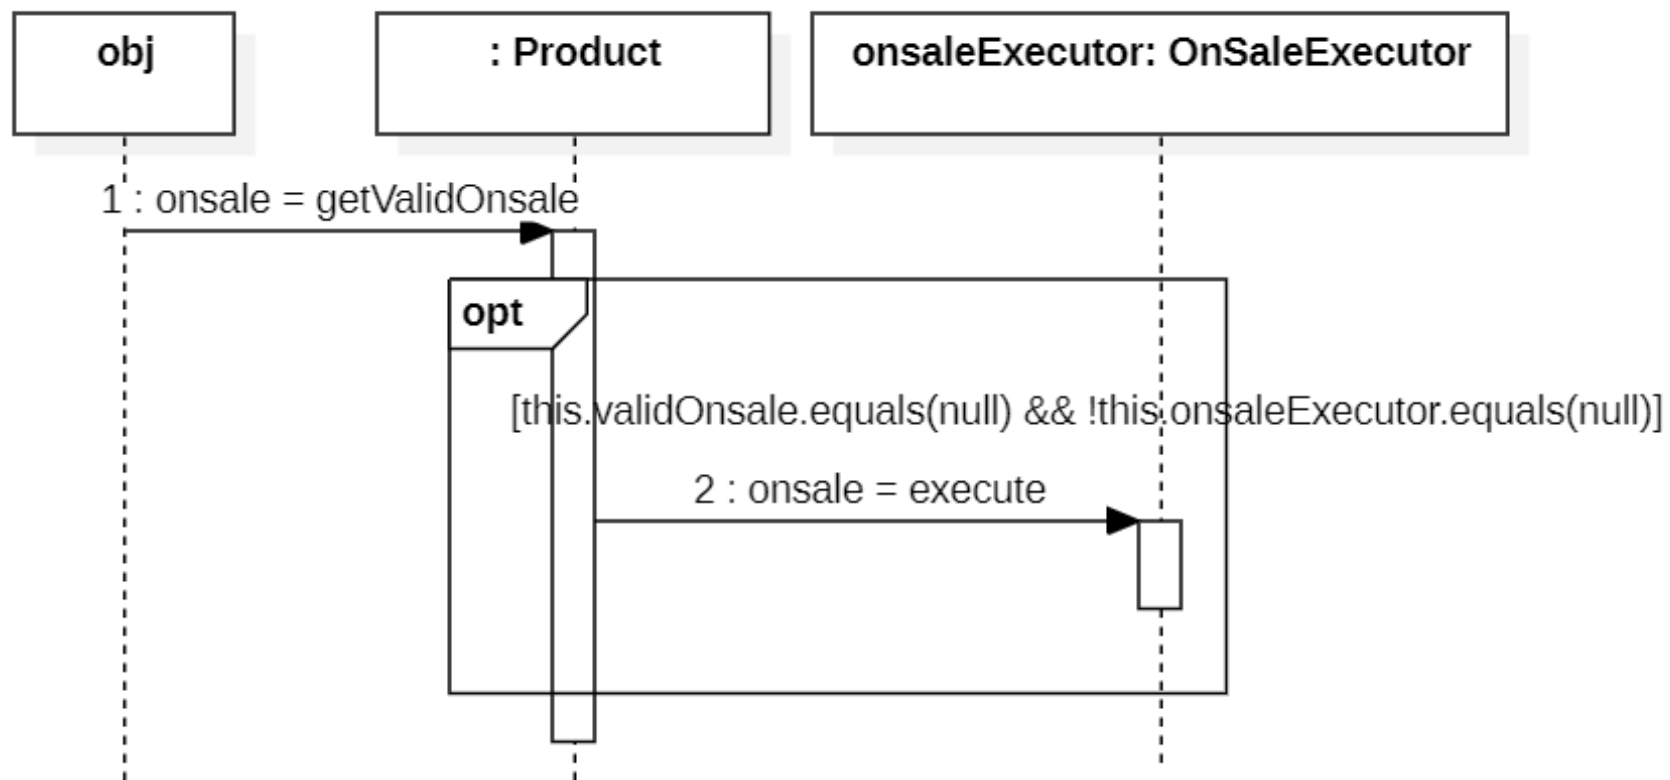 obj
: Product
onsaleExecutor: OnSaleExecutor
1 : onsale = getValidOnsale
opt
[this.validOnsale.equals(null) && !this.onsaleExecutor.equals(null)]
2 : onsale = execute